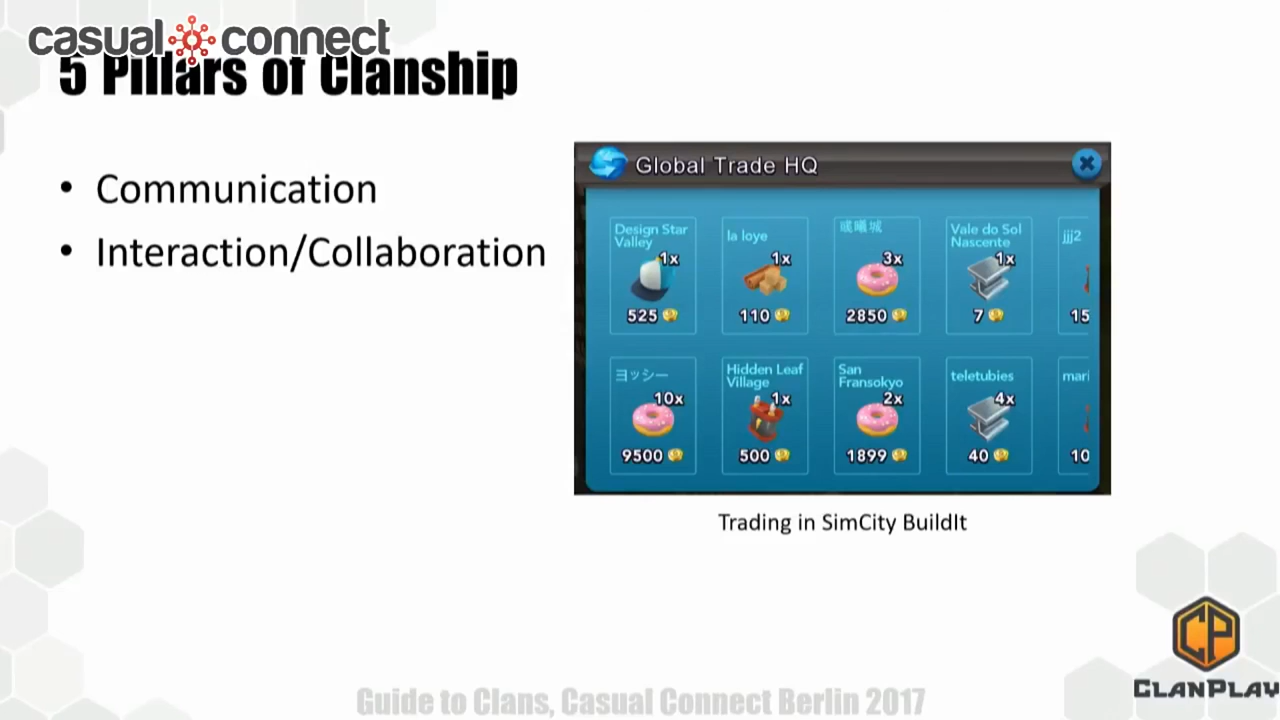 casual connect
5 Pillars of Clanship
• Communication
• Interaction/Collaboration
Global Trade HQ
Design Star
Valley
1x
525
la loye
1x
110
3x
2850
Vale do Sol
Nascente
1x
7
jjj2
15
ヨッシー
10x
9500
Hidden Leaf
Village
1x
500
San
Fransokyo
2x
1899
teletubies
4x
40
mari
10
Trading in SimCity BuildIt
CP
CLANPLAY
Guide to Clans, Casual Connect Berlin 2017